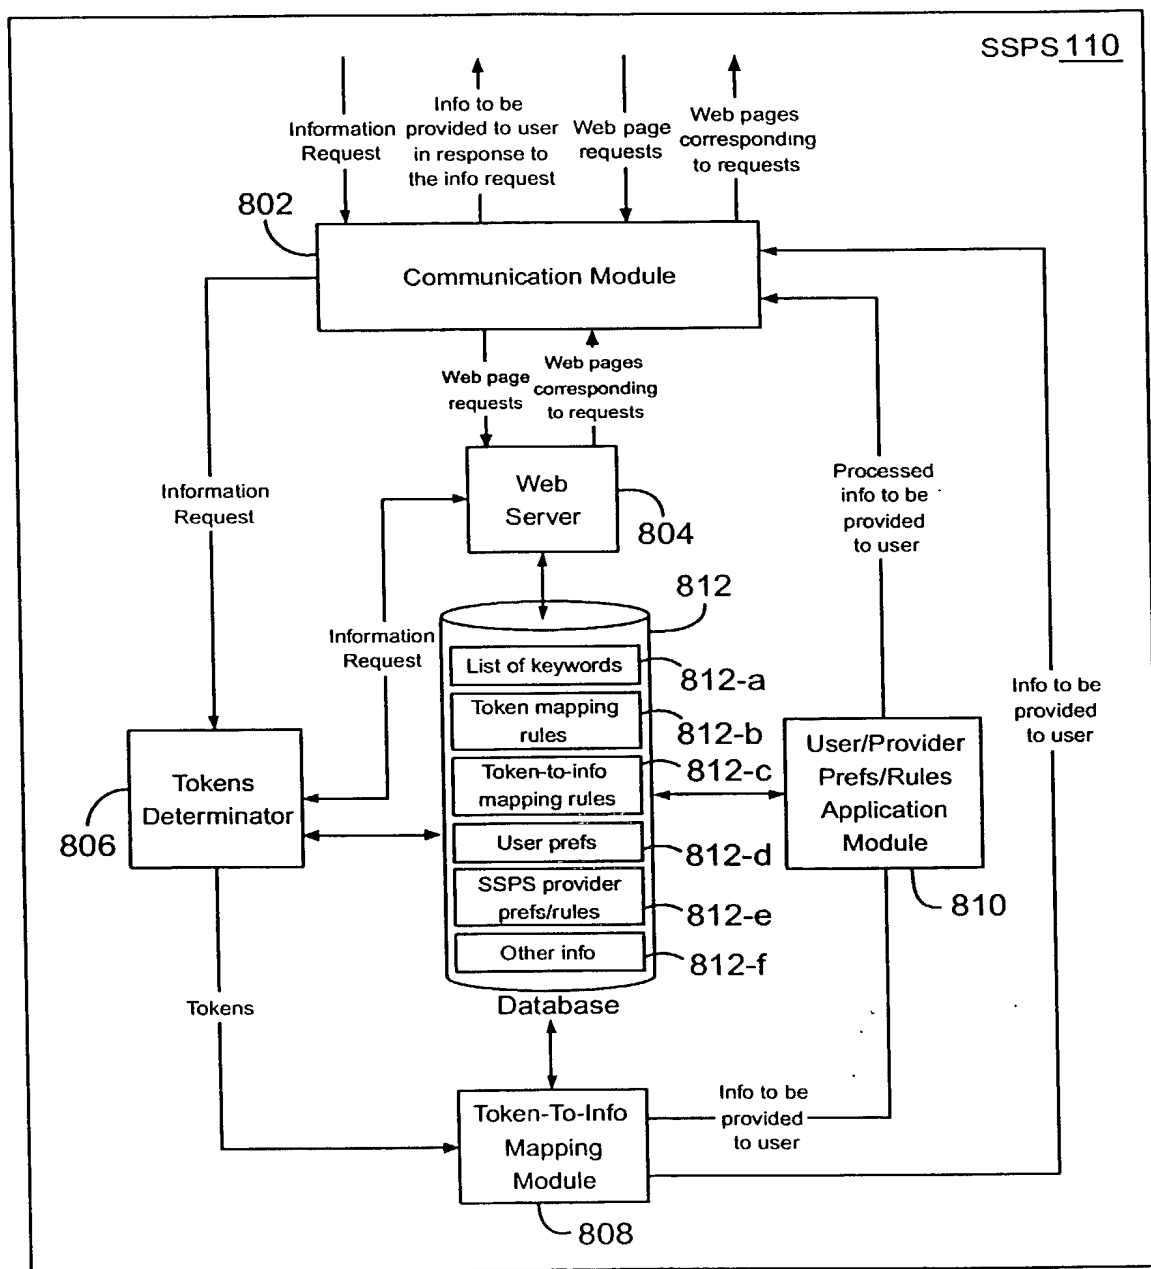 SSPS 110
Information
Request
Info to be
provided to user
in response to
the info request
Web page
requests
Web pages
corresponding
to requests
802
Communication Module
Web page
requests
Web pages
corresponding
to requests
Information
Request
Web
Server
804
Processed
info to be
provided
to user
Information
Request
812
List of keywords
812-a
Token mapping
rules
812-b
Token-to-info
mapping rules
812-c
User prefs
812-d
SSPS provider
prefs/rules
812-e
Other info
812-f
Database
Info to be
provided
to user
Tokens
Determinator
806
User/Provider
Prefs/Rules
Application
Module
810
Tokens
Token-To-Info
Mapping
Module
808
Info to be
provided
to user